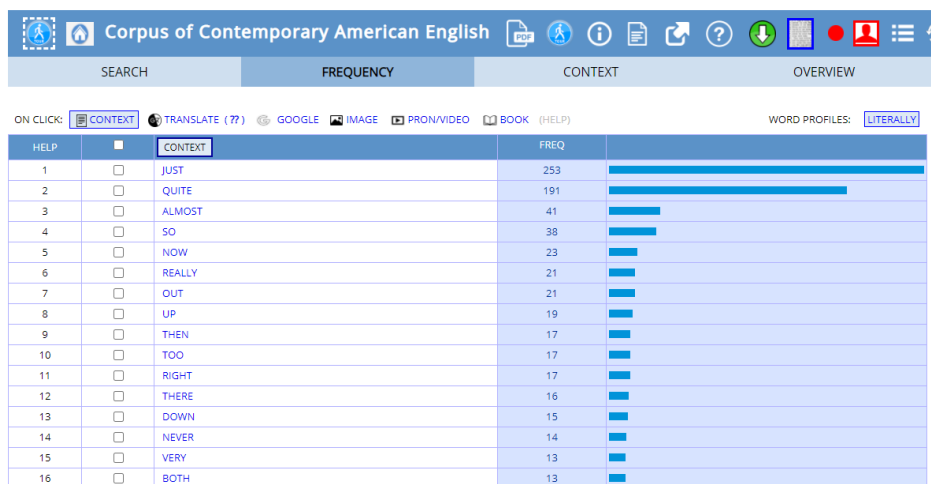 Corpus of Contemporary American English PDF
SEARCH FREQUENCY CONTEXT OVERVIEW
ON CLICK: CONTEXT TRANSLATE (??) GOOGLE IMAGE PRON/VIDEO BOOK (HELP) WORD PROFILES: LITERALLY
HELP CONTEXT FREQ
1 JUST 253
2 QUITE 191
3 ALMOST 41
4 SO 38
5 NOW 23
6 REALLY 21
7 OUT 21
8 UP 19
9 THEN 17
10 TOO 17
11 RIGHT 17
12 THERE 16
13 DOWN 15
14 NEVER 14
15 VERY 13
16 BOTH 13